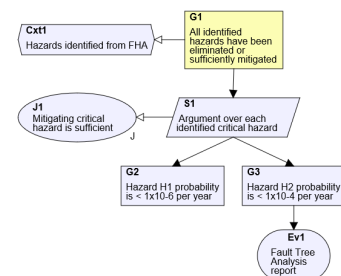 G1
All identified
hazards have been
eliminated or
sufficiently mitigated
Cxt1
Hazards identified from FHA
J1
Mitigating critical
hazard is sufficient
J
S1
Argument over each
identified critical hazard
G2
Hazard H1 probability
is < 1x10-6 per year
G3
Hazard H2 probability
is < 1x10-4 per year
Ev1
Fault Tree
Analysis
report